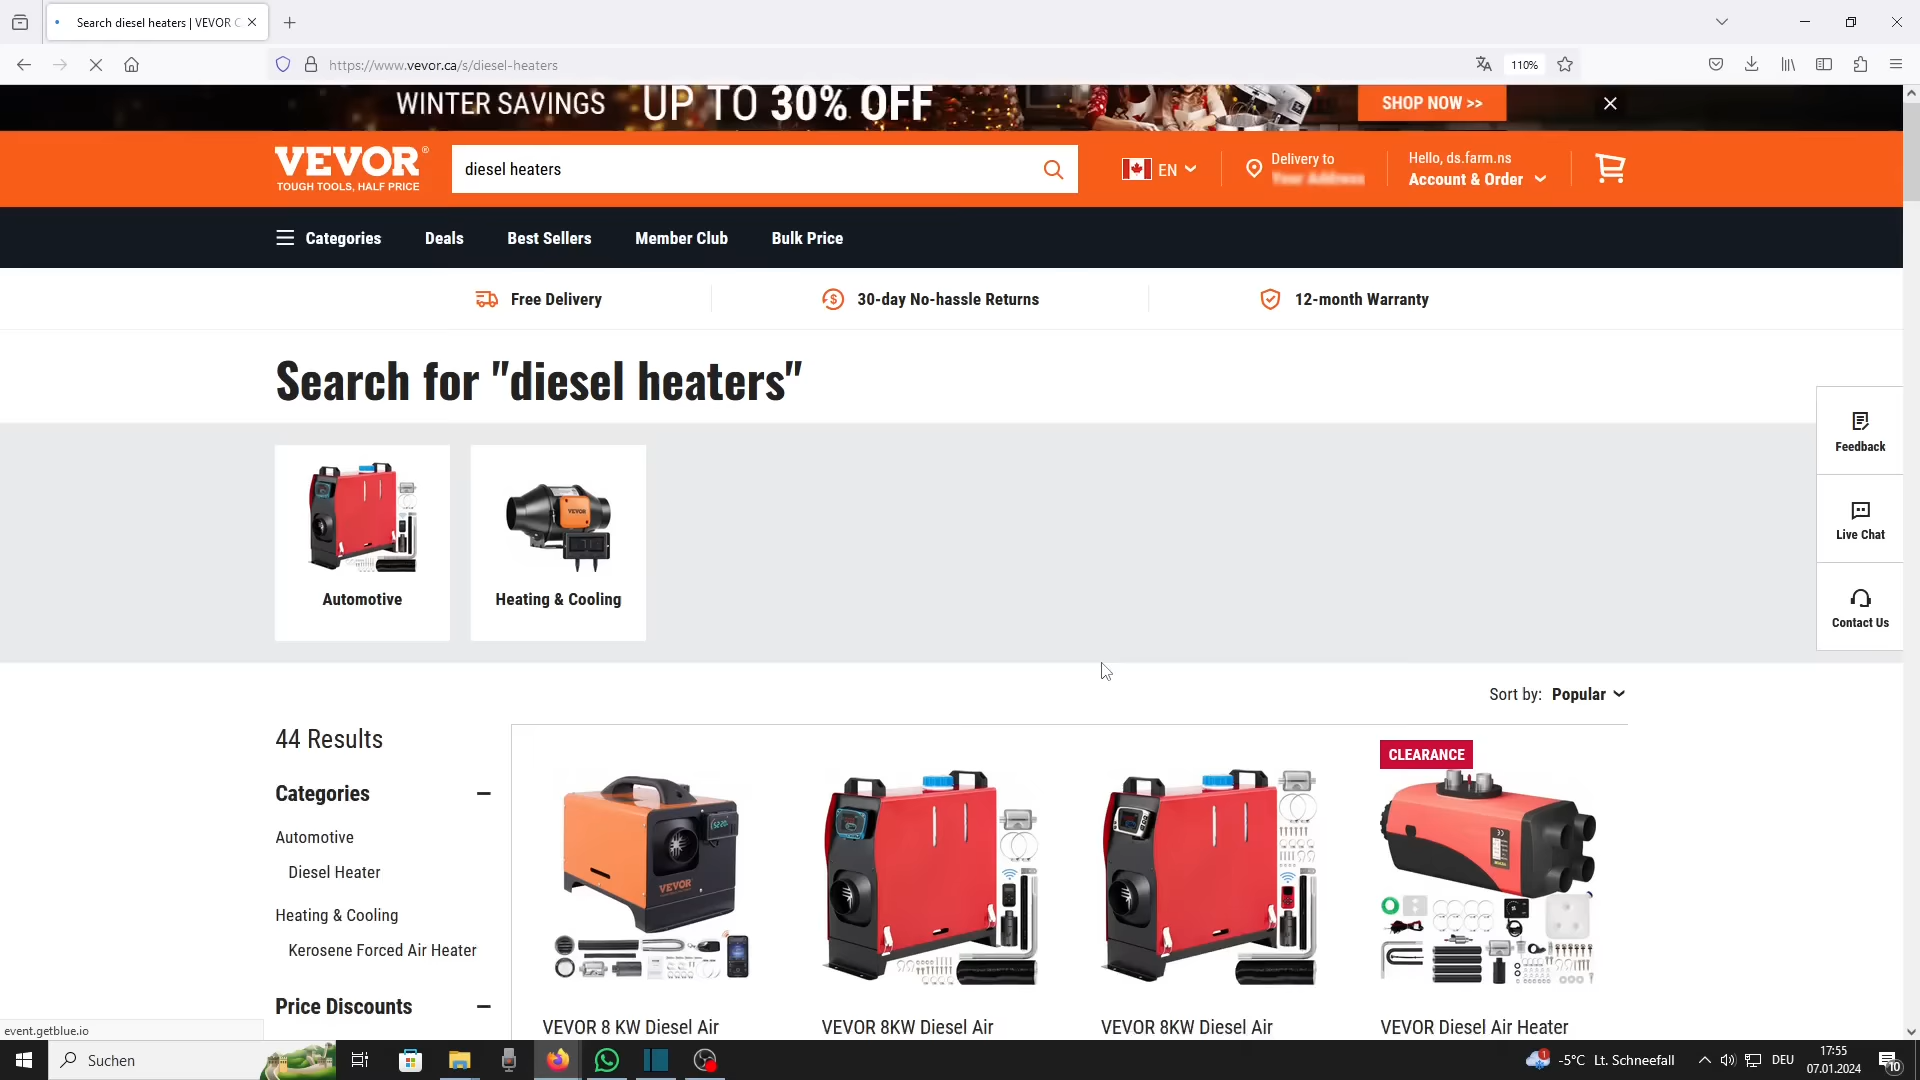 Search diesel heaters | VEVOR C
https://www.vevor.ca/s/diesel-heaters
110%
WINTER SAVINGS UP TO 30% OFF
SHOP NOW >>
VEVOR®
TOUGH TOOLS, HALF PRICE
diesel heaters
EN
Delivery to
Your Address
Hello, ds.farm.ns
Account & Order
Categories
Deals
Best Sellers
Member Club
Bulk Price
Free Delivery
30-day No-hassle Returns
12-month Warranty
Search for "diesel heaters"
VEVOR
Automotive
Heating & Cooling
Feedback
Live Chat
Contact Us
Sort by: Popular
44 Results
Categories
Automotive
Diesel Heater
Heating & Cooling
Kerosene Forced Air Heater
Price Discounts
CLEARANCE
VEVOR
VEVOR 8 KW Diesel Air
VEVOR 8KW Diesel Air
VEVOR 8KW Diesel Air
VEVOR Diesel Air Heater
event.getblue.io
Suchen
1
-5°C Lt. Schneefall
DEU
17:55
07.01.2024
10